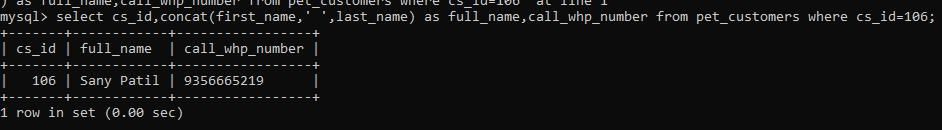 ) as full_name,call_whp_number from pet_customers where cs_id=106' at line 1
mysql> select cs_id,concat(first_name,' ',last_name) as full_name,call_whp_number from pet_customers where cs_id=106;
+-------+------------+-----------------+
| cs_id | full_name  | call_whp_number |
+-------+------------+-----------------+
|   106 | Sany Patil | 9356665219      |
+-------+------------+-----------------+
1 row in set (0.00 sec)